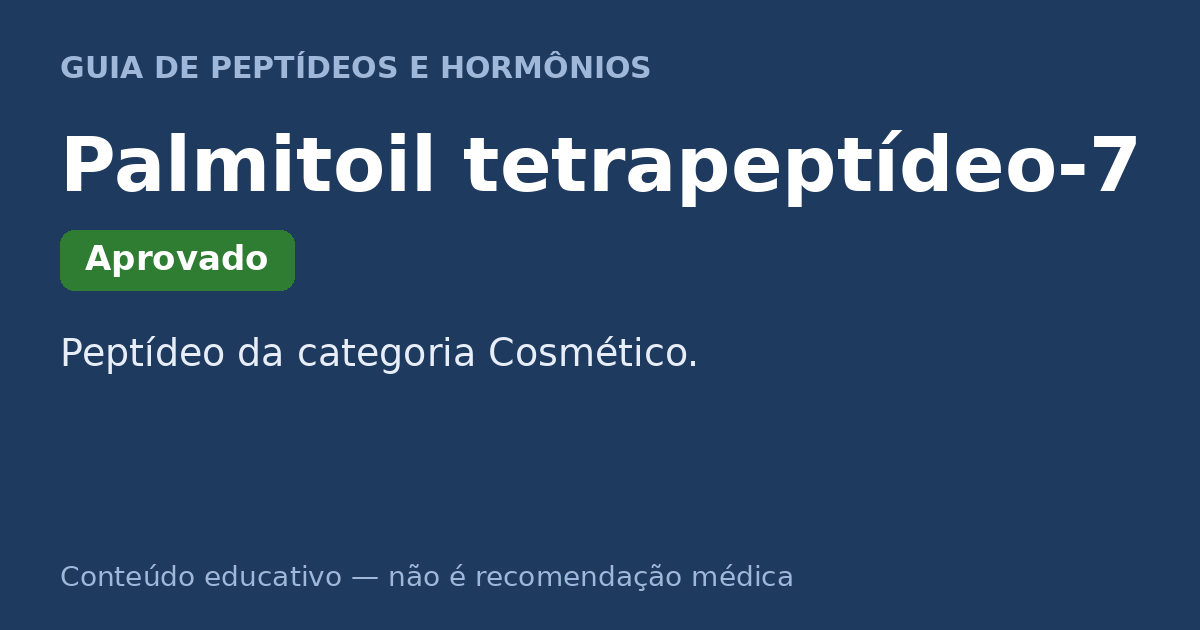 GUIA DE PEPTÍDEOS E HORMÔNIOS
Palmitoil tetrapeptídeo-7
Aprovado
Peptídeo da categoria Cosmético.
Conteúdo educativo — não é recomendação médica